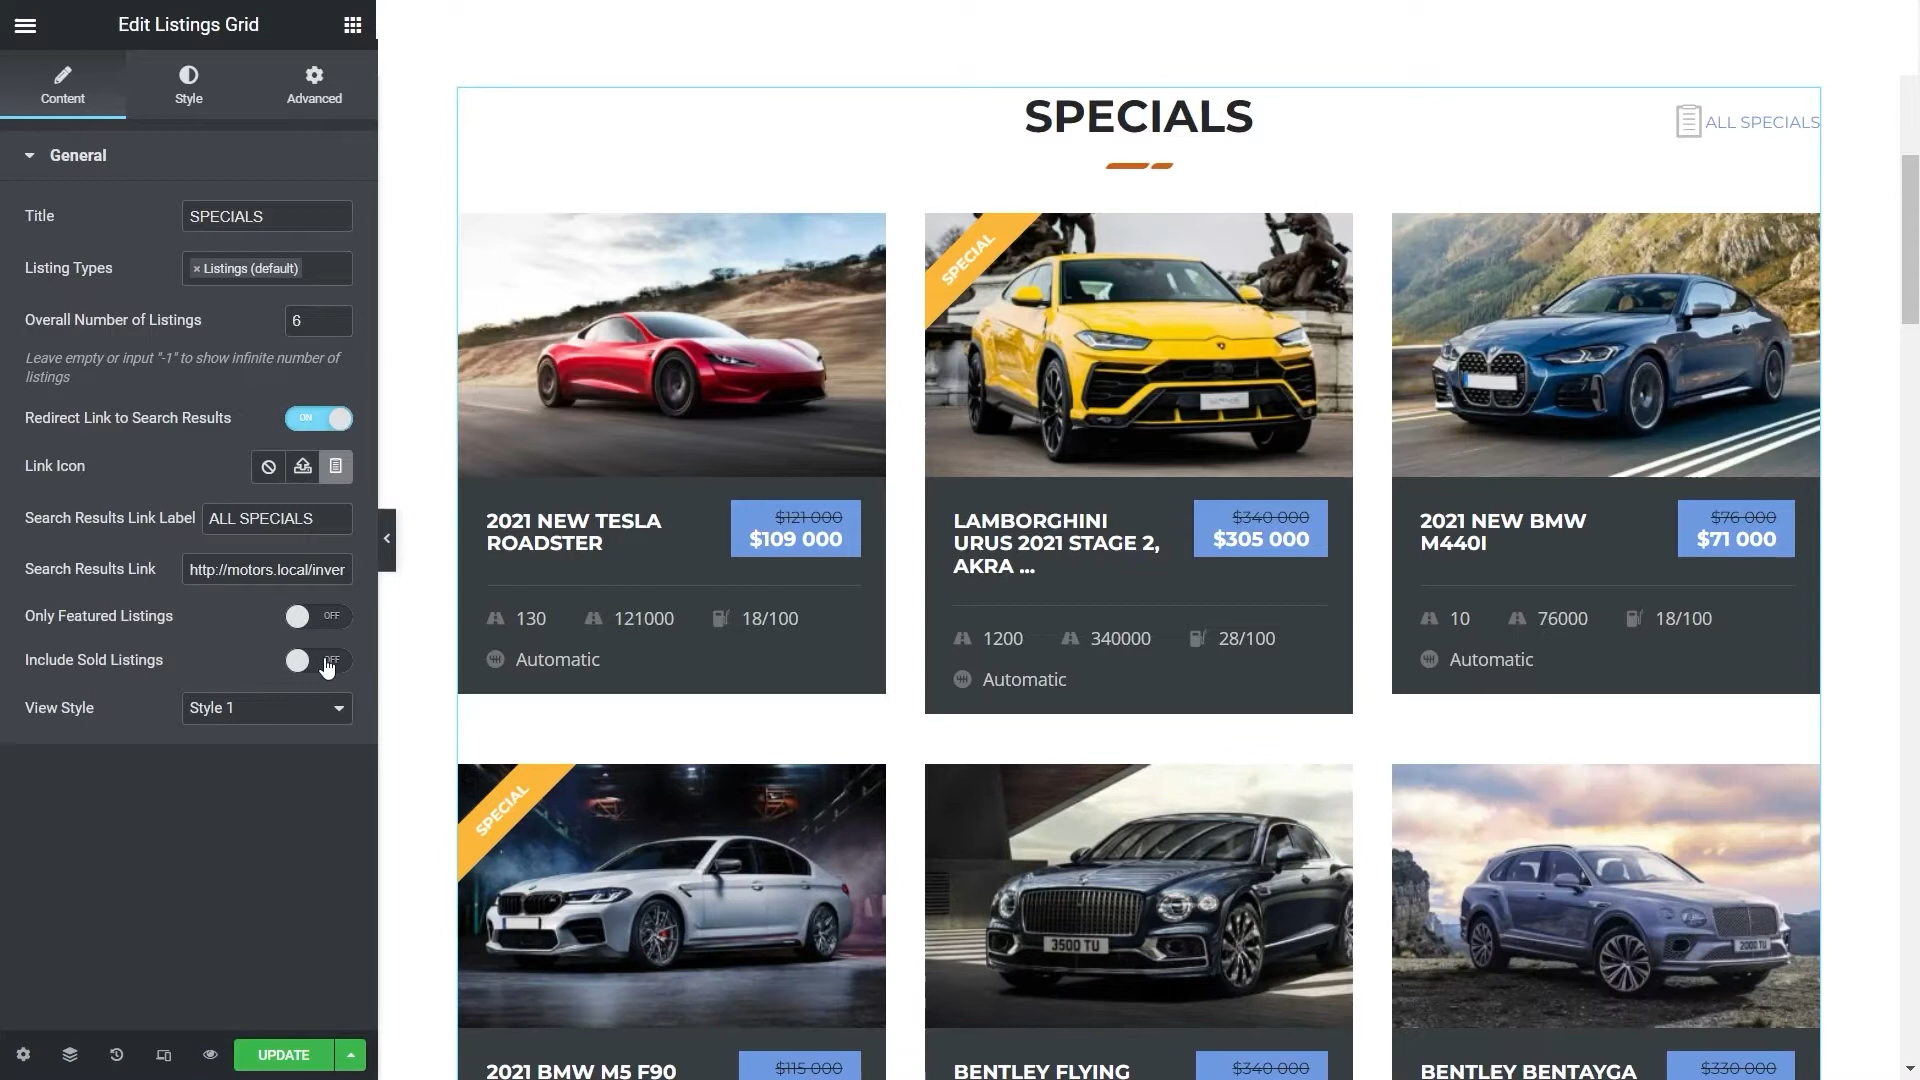 Edit Listings Grid
Content
Style
Advanced
General
Title
SPECIALS
Listing Types
× Listings (default)
Overall Number of Listings
6
Leave empty or input "-1" to show infinite number of
listings
Redirect Link to Search Results
ON
Link Icon
Search Results Link Label
ALL SPECIALS
Search Results Link
http://motors.local/inver
Only Featured Listings
OFF
Include Sold Listings
OFF
View Style
Style 1
UPDATE
SPECIALS
ALL SPECIALS
2021 NEW TESLA
ROADSTER
$121 000
$109 000
130
121000
18/100
Automatic
SPECIAL
LAMBORGHINI
URUS 2021 STAGE 2,
AKRA ...
$340 000
$305 000
1200
340000
28/100
Automatic
2021 NEW BMW
M440I
$76 000
$71 000
10
76000
18/100
Automatic
SPECIAL
2021 BMW M5 F90
$115 000
3500 TU
BENTLEY FLYING
$340 000
2000 TU
BENTLEY BENTAYGA
$330 000